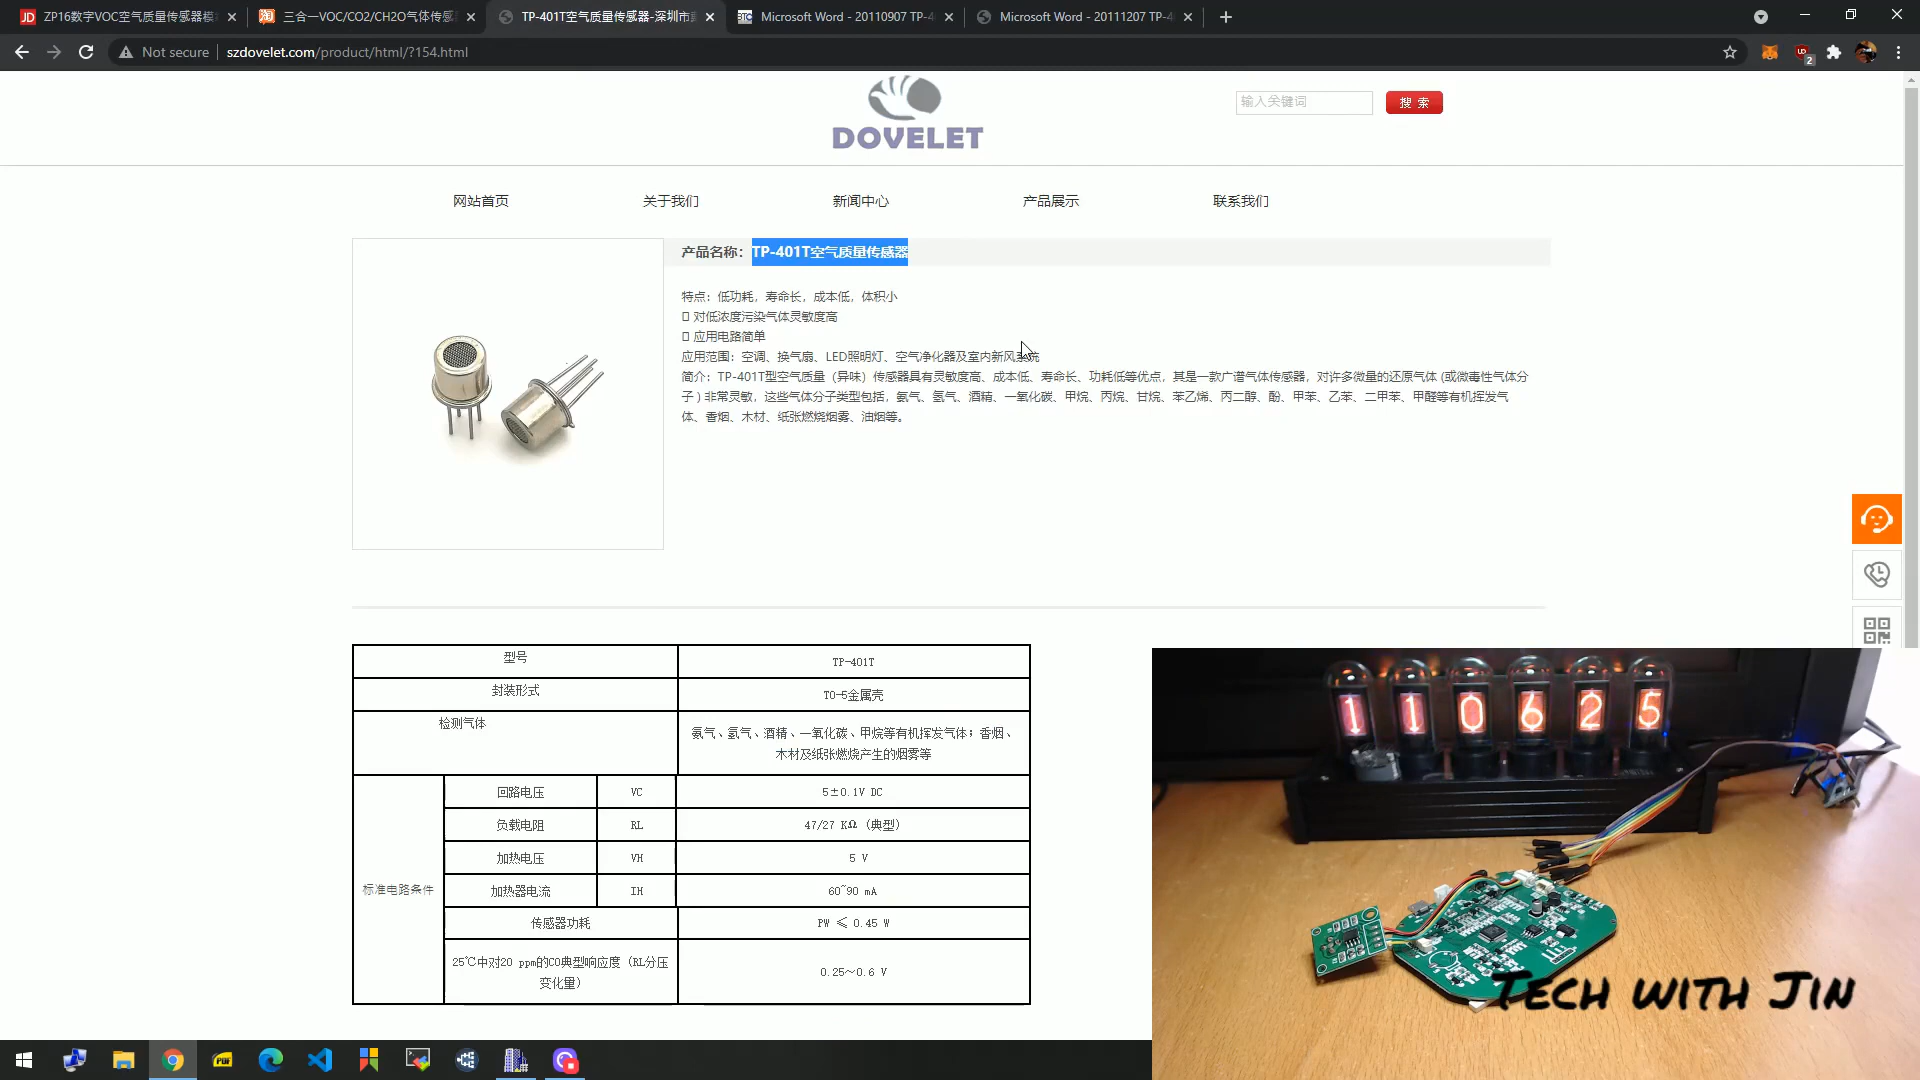 ZP16数字VOC空气质量传感器模
三合一VOC/CO2/CH2O气体传感
TP-401T空气质量传感器-深圳市
Microsoft Word - 20110907 TP-4
Microsoft Word - 20111207 TP-4
Not secure
szdovelet.com/product/html/?154.html
2
DOVELET
输入关键词
搜 索
网站首页
关于我们
新闻中心
产品展示
联系我们
产品名称：TP-401T空气质量传感器
特点：低功耗，寿命长，成本低，体积小
对低浓度污染气体灵敏度高
应用电路简单
应用范围：空调、换气扇、LED照明灯、空气净化器及室内新风系统
简介：TP-401T型空气质量（异味）传感器具有灵敏度高、成本低、寿命长、功耗低等优点，其是一款广谱气体传感器，对许多微量的还原气体 (或微毒性气体分
子 ) 非常灵敏，这些气体分子类型包括，氨气、氢气、酒精、一氧化碳、甲烷、丙烷、甘烷、苯乙烯、丙二醇、酚、甲苯、乙苯、二甲苯、甲醛等有机挥发气
体、香烟、木材、纸张燃烧烟雾、油烟等。
型号
TP-401T
封装形式
TO-5金属壳
检测气体
氨气、氢气、酒精、一氧化碳、甲烷等有机挥发气体；香烟、
木材及纸张燃烧产生的烟雾等
标准电路条件
回路电压
VC
5±0.1V DC
负载电阻
RL
47/27 KΩ (典型)
加热电压
VH
5 V
加热器电流
IH
60~90 mA
传感器功耗
PW ≤ 0.45 W
25℃中对20 ppm的CO典型响应度（RL分压
变化量）
0.25～0.6 V
110625
Tech with Jin